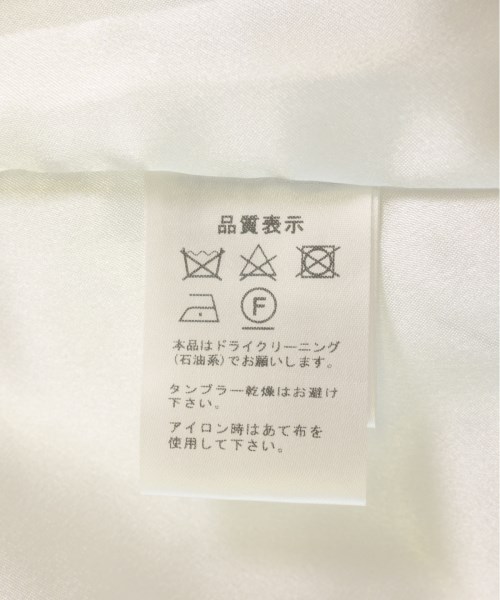 品質表示
F
本品はドライクリーニング
(石油系)でお願いします。
タンブラー乾燥はお避け
下さい。
アイロン時はあて布を
使用して下さい。